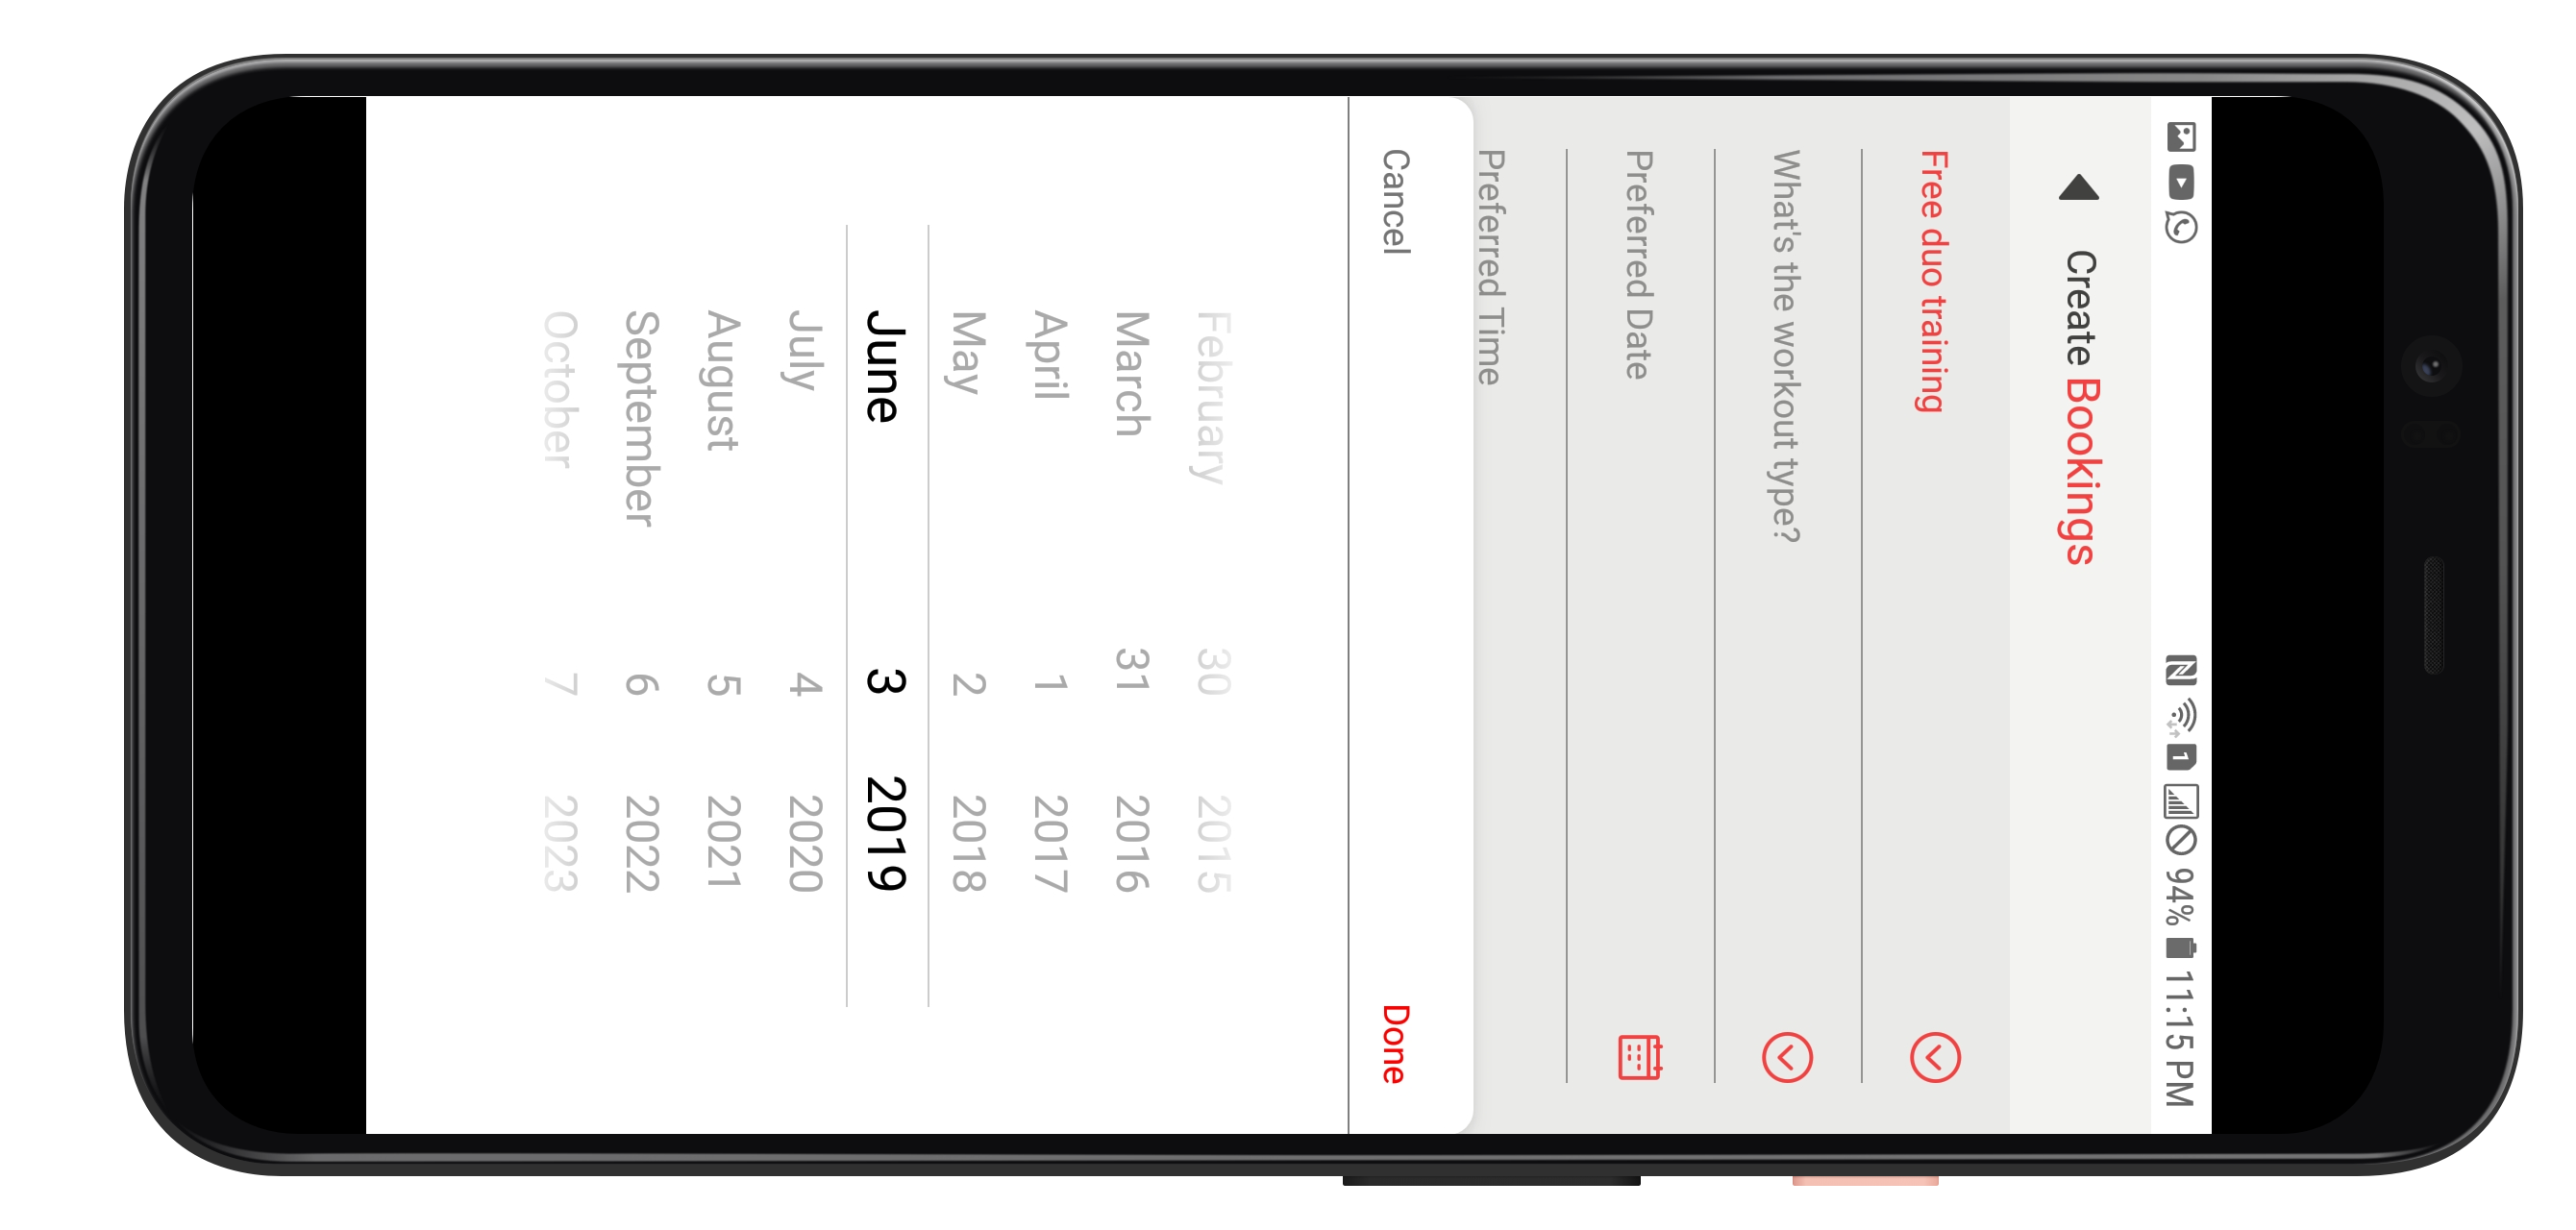 94% 11:15 PM
Create Bookings
Free duo training
What's the workout type?
Preferred Date
Preferred Time
Cancel Done
February 30 2015
March 31 2016
April 1 2017
May 2 2018
June 3 2019
July 4 2020
August 5 2021
September 6 2022
October 7 2023